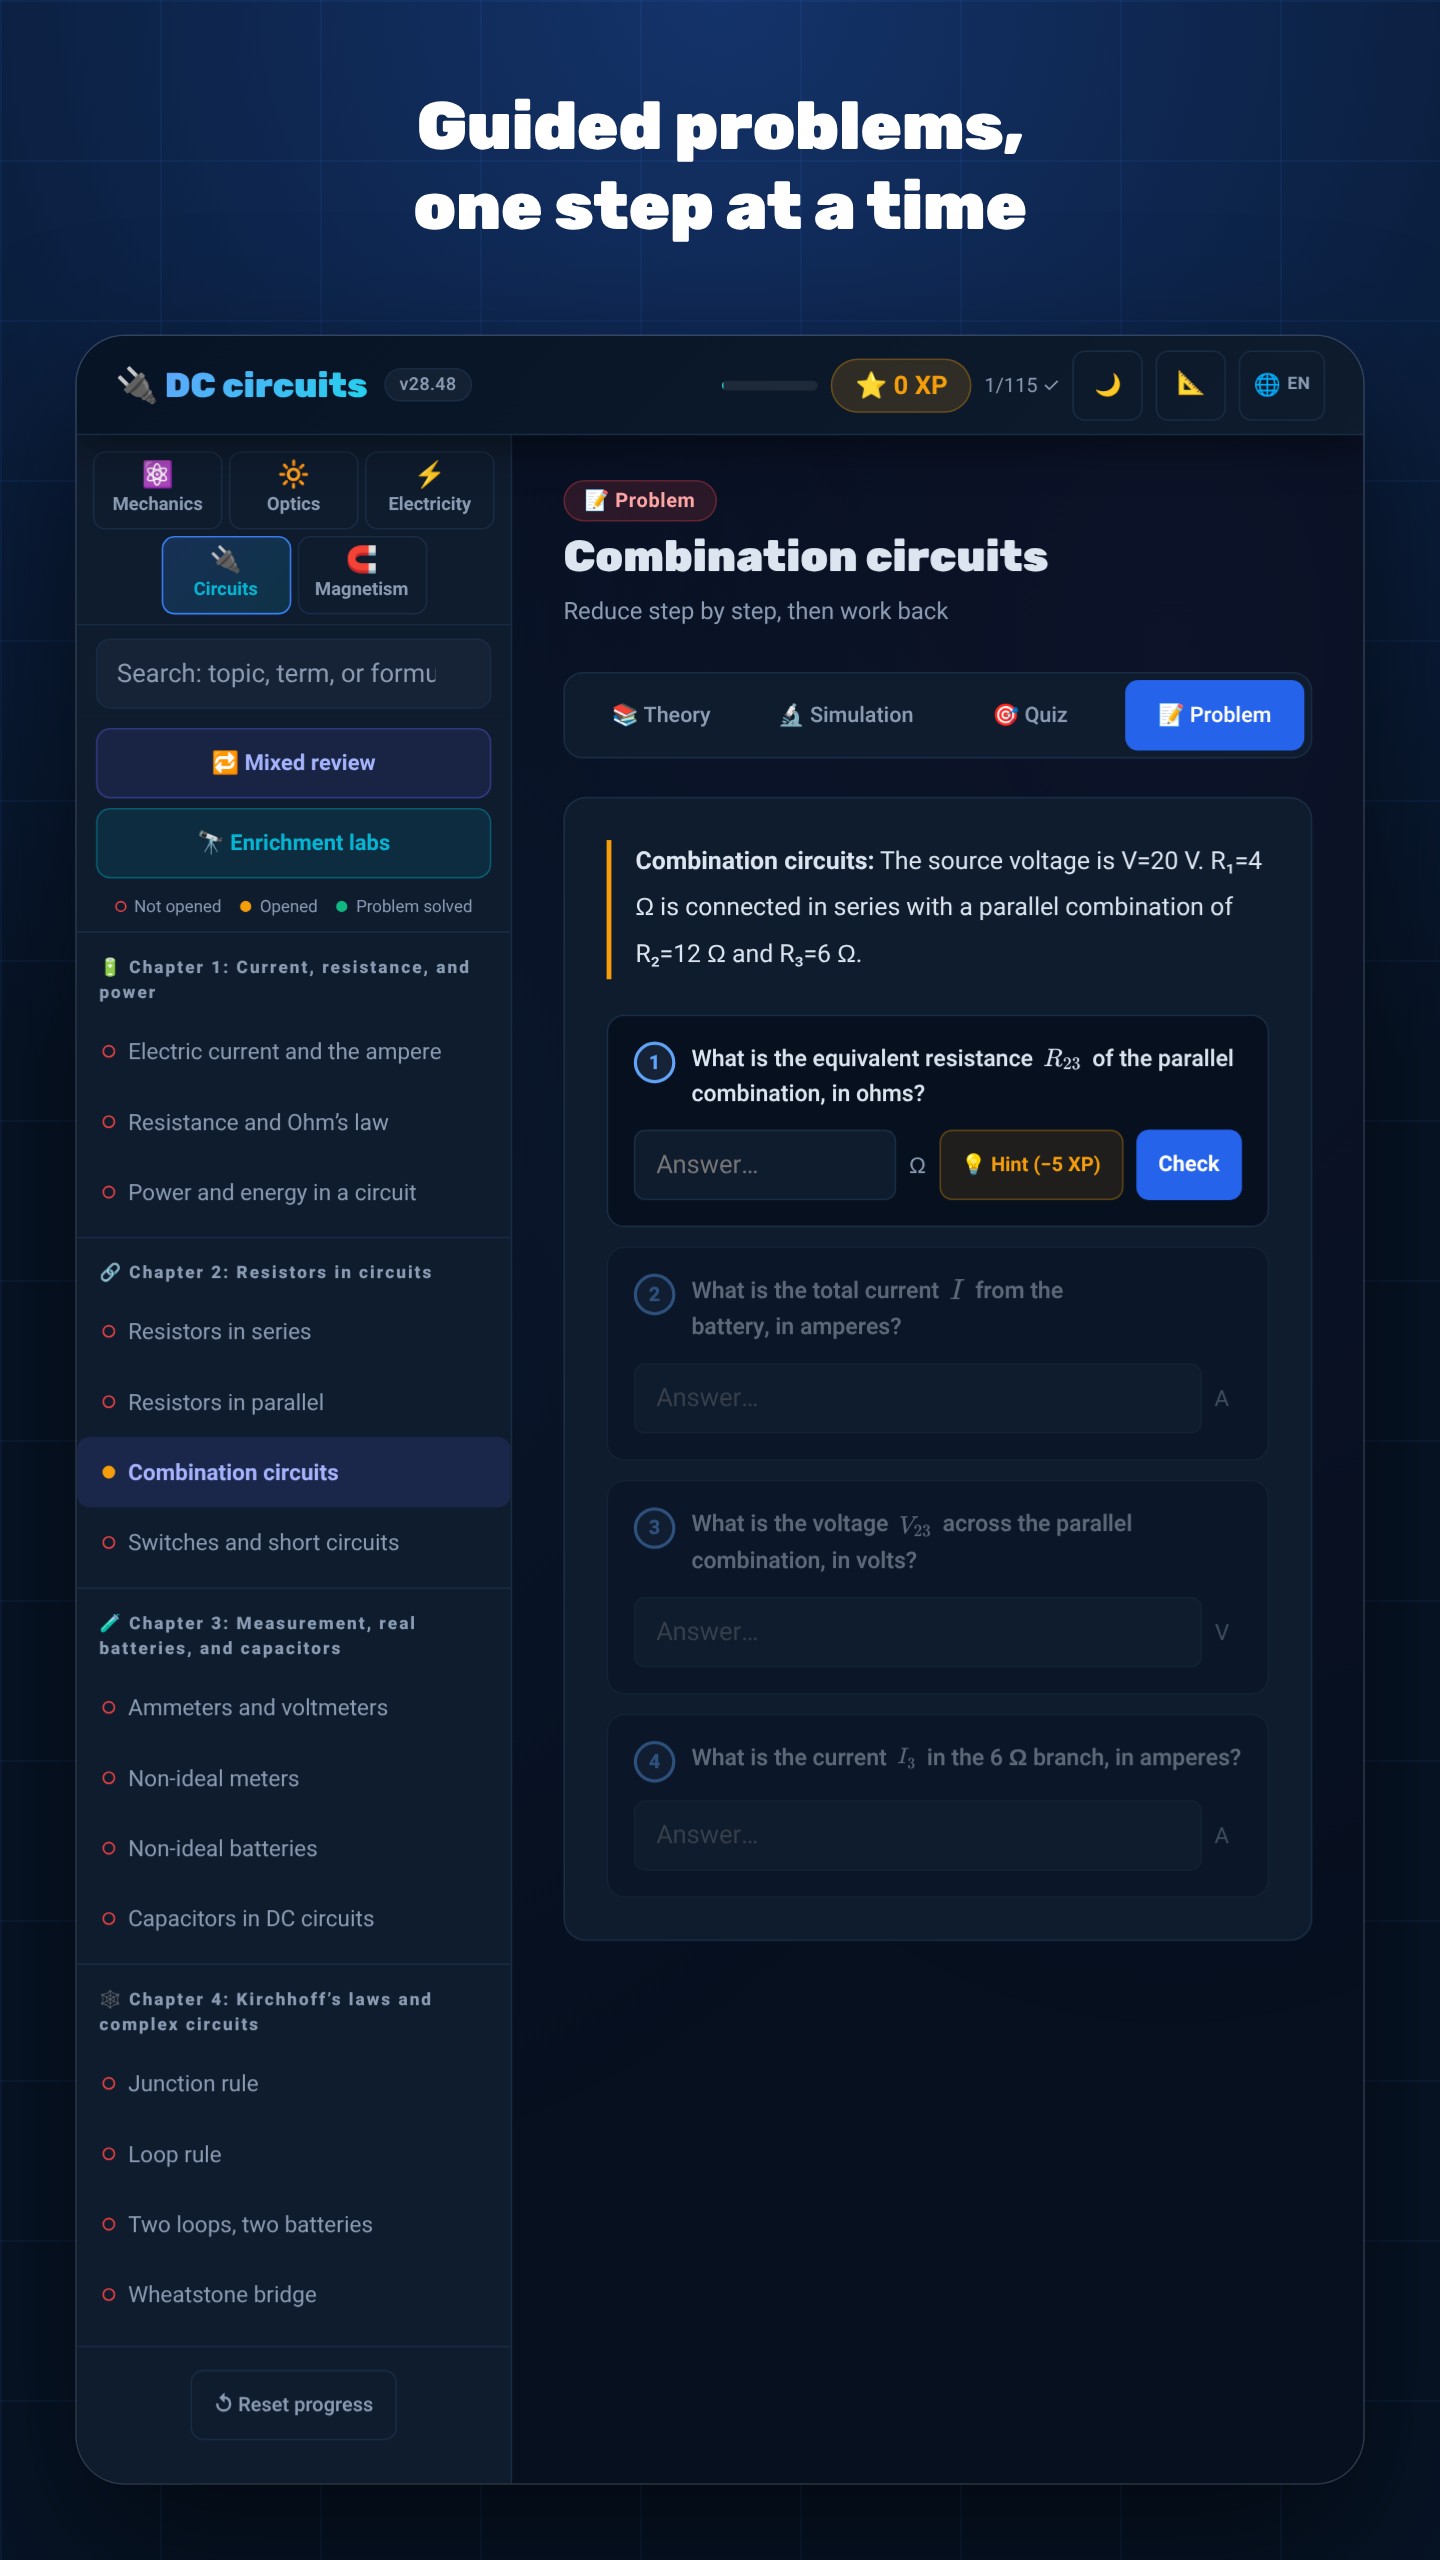 Guided problems,
one step at a time
DC circuits
v28.48
0 XP
1/115 ✓
EN
Mechanics
Optics
Electricity
Circuits
Magnetism
Search: topic, term, or formu
Mixed review
Enrichment labs
Not opened
Opened
Problem solved
Chapter 1: Current, resistance, and
power
Electric current and the ampere
Resistance and Ohm’s law
Power and energy in a circuit
Chapter 2: Resistors in circuits
Resistors in series
Resistors in parallel
Combination circuits
Switches and short circuits
Chapter 3: Measurement, real
batteries, and capacitors
Ammeters and voltmeters
Non-ideal meters
Non-ideal batteries
Capacitors in DC circuits
Chapter 4: Kirchhoff’s laws and
complex circuits
Junction rule
Loop rule
Two loops, two batteries
Wheatstone bridge
Reset progress
Problem
Combination circuits
Reduce step by step, then work back
Theory
Simulation
Quiz
Problem
Combination circuits: The source voltage is V=20 V. R₁=4
Ω is connected in series with a parallel combination of
R₂=12 Ω and R₃=6 Ω.
1
What is the equivalent resistance R₂₃ of the parallel
combination, in ohms?
Answer…
Ω
Hint (−5 XP)
Check
2
What is the total current I from the
battery, in amperes?
Answer…
A
3
What is the voltage V₂₃ across the parallel
combination, in volts?
Answer…
V
4
What is the current I₃ in the 6 Ω branch, in amperes?
Answer…
A